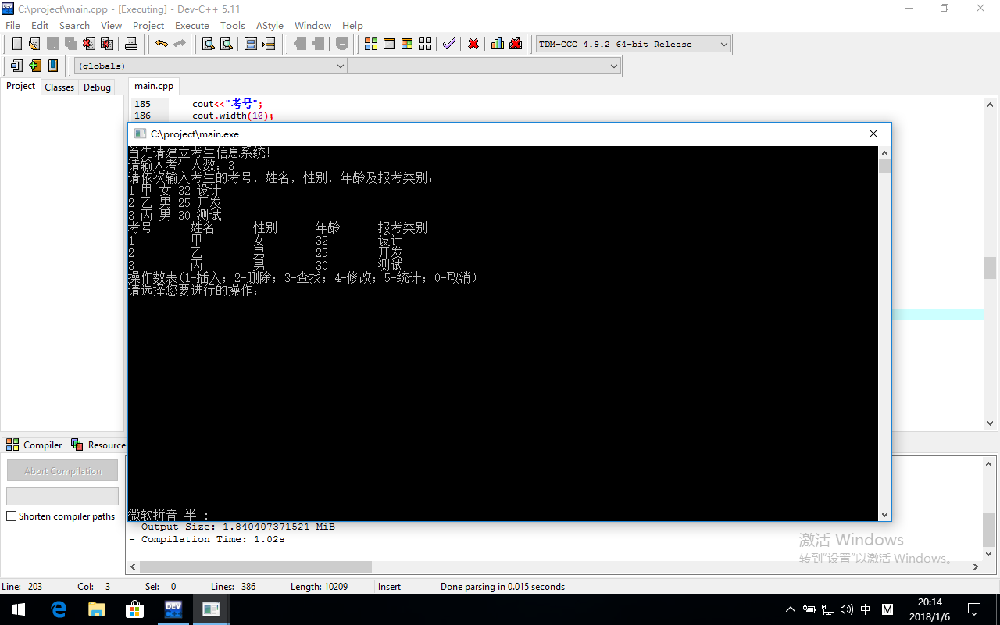 C:\project\main.cpp - [Executing] - Dev-C++ 5.11
File Edit Search View Project Execute Tools AStyle Window Help
TDM-GCC 4.9.2 64-bit Release
(globals)
Project Classes Debug main.cpp
185 cout<<"考号";
186 cout.width(10);
C:\project\main.exe
首先请建立考生信息系统!
请输入考生人数：3
请依次输入考生的考号，姓名，性别，年龄及报考类别：
1 甲 女 32 设计
2 乙 男 25 开发
3 丙 男 30 测试
考号 姓名 性别 年龄 报考类别
1 甲 女 32 设计
2 乙 男 25 开发
3 丙 男 30 测试
操作数表(1-插入；2-删除；3-查找；4-修改；5-统计；0-取消)
请选择您要进行的操作：
微软拼音 半 :
Compiler Resources
Abort Compilation
Shorten compiler paths
- Output Size: 1.840407371521 MiB
- Compilation Time: 1.02s
激活 Windows
转到“设置”以激活 Windows。
Line: 203 Col: 3 Sel: 0 Lines: 386 Length: 10209 Insert Done parsing in 0.015 seconds
DEV C++
中 M 20:14
2018/1/6